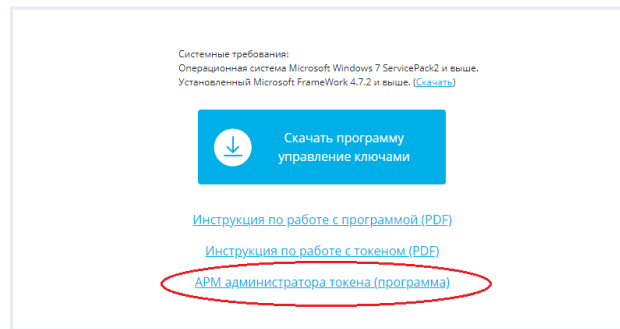 Системные требования:
Операционная система Microsoft Windows 7 ServicePack2 и выше.
Установленный Microsoft FrameWork 4.7.2 и выше. (Скачать)
Скачать программу
управление ключами
Инструкция по работе с программой (PDF)
Инструкция по работе с токеном (PDF)
АРМ администратора токена (программа)